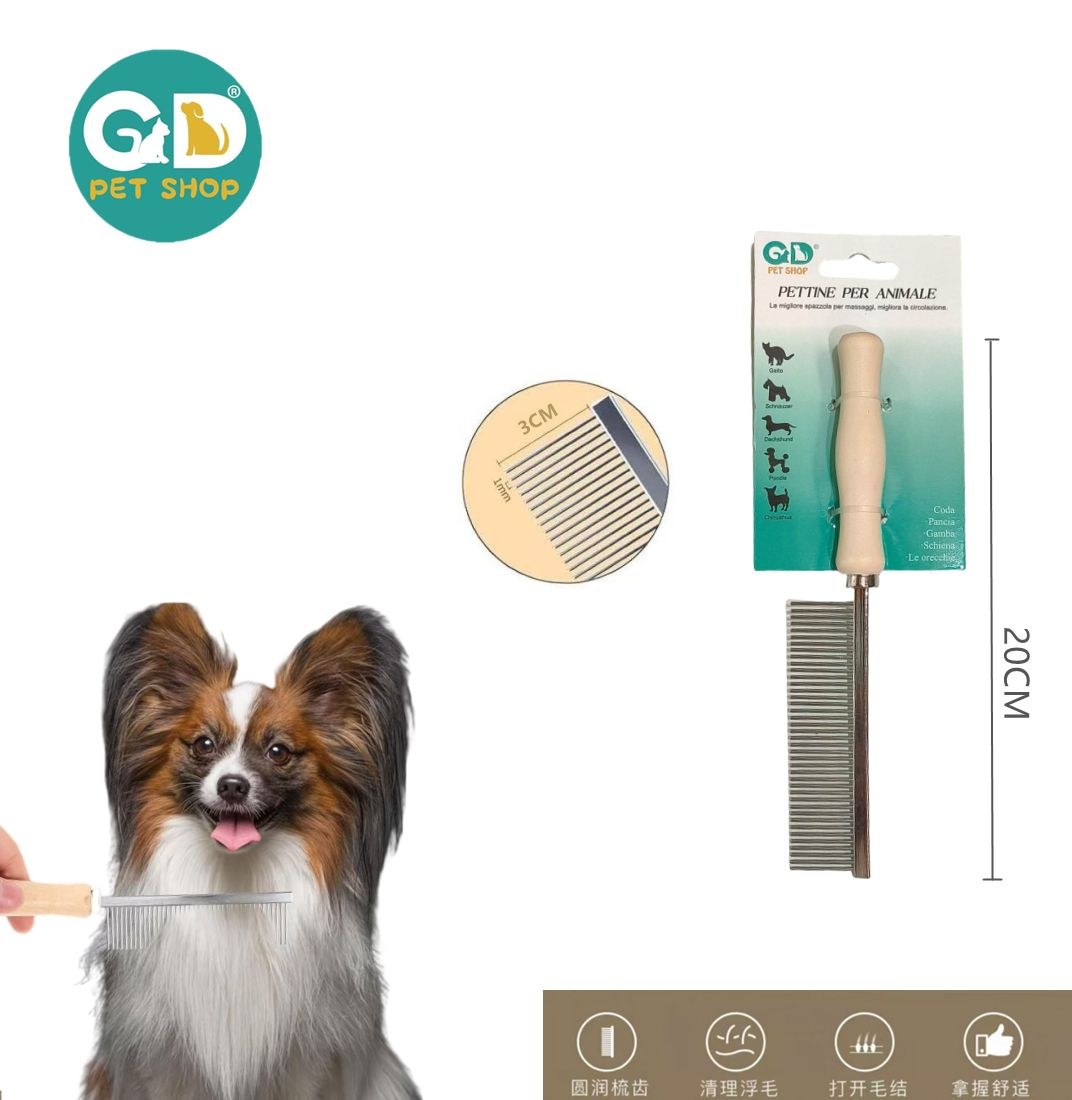 GD®
PET SHOP
GD®
PET SHOP
PETTINE PER ANIMALE
La migliore spazzola per massaggi, migliora la circolazione.
Gatto
Schnauzer
Dachshund
Poodle
Chihuahua
Coda
·Pancia
·Gamba
·Schiena
·Le orecchie
3CM
1mm
20CM
圆润梳齿
清理浮毛
打开毛结
拿握舒适